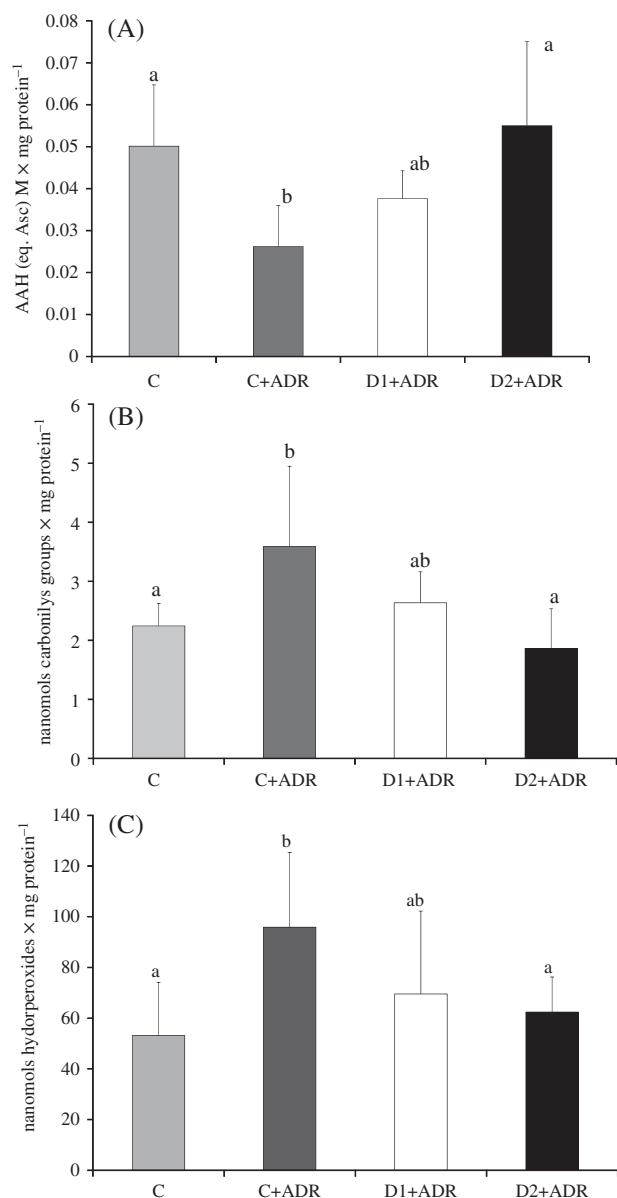 (A)
AAH (eq. Asc) M × mg protein⁻¹
0.08
0.07
0.06
0.05
0.04
0.03
0.02
0.01
0
a
b
ab
a
C
C+ADR
D1+ADR
D2+ADR
(B)
nanomols carbonilys groups × mg protein⁻¹
6
5
4
3
2
1
0
a
b
ab
a
C
C+ADR
D1+ADR
D2+ADR
(C)
nanomols hydorperoxides × mg protein⁻¹
140
120
100
80
60
40
20
0
a
b
ab
a
C
C+ADR
D1+ADR
D2+ADR